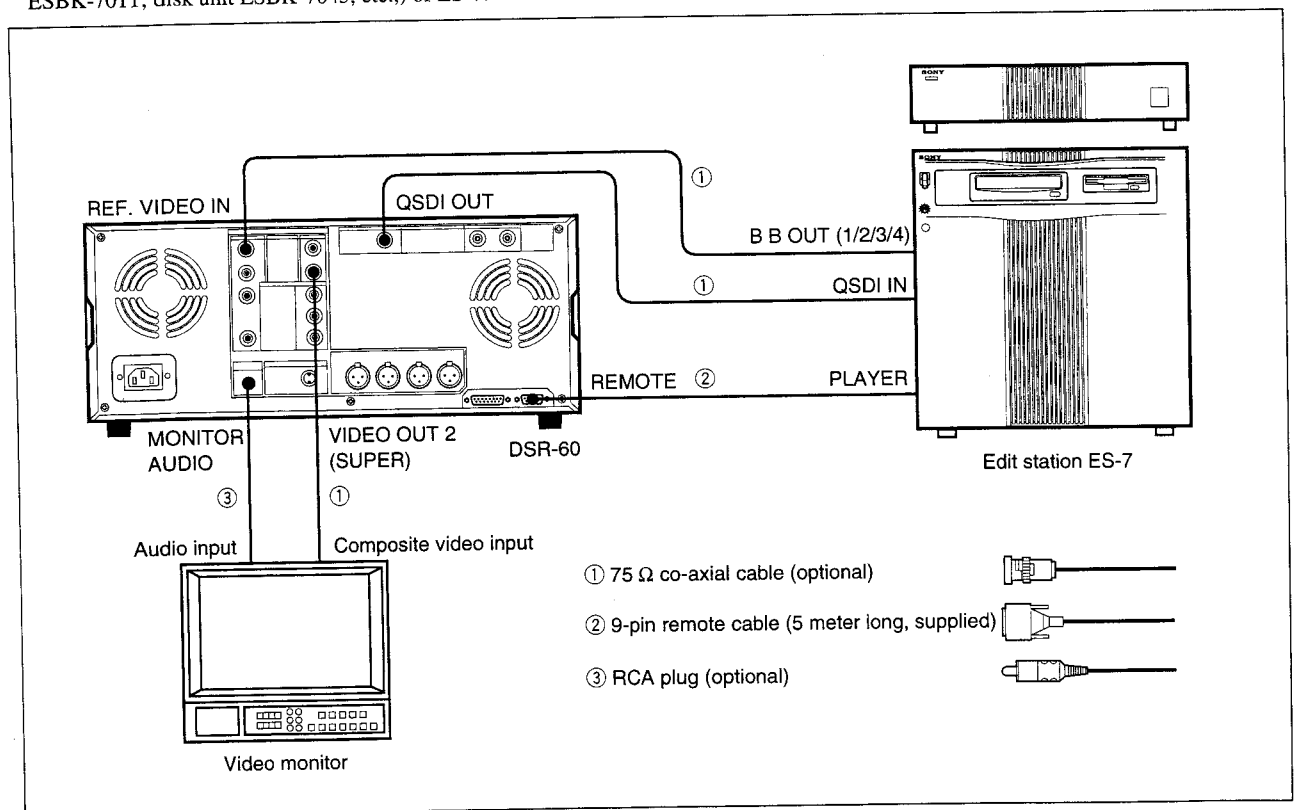 SONY
SONY
REF. VIDEO IN
QSDI OUT
①
B B OUT (1/2/3/4)
①
QSDI IN
REMOTE ②
PLAYER
MONITOR AUDIO
VIDEO OUT 2 (SUPER)
DSR-60
Edit station ES-7
③
①
Audio input
Composite video input
① 75 Ω co-axial cable (optional)
② 9-pin remote cable (5 meter long, supplied)
③ RCA plug (optional)
Video monitor